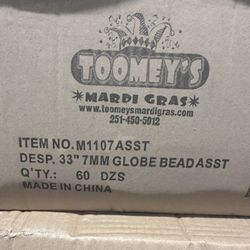 TOOMEY'S
MARDI GRAS
www.toomeysmardigras.com
251-450-5012
ITEM NO. M1107ASST
DESP. 33" 7MM GLOBE BEAD ASST
Q'TY.: 60 DZS
MADE IN CHINA